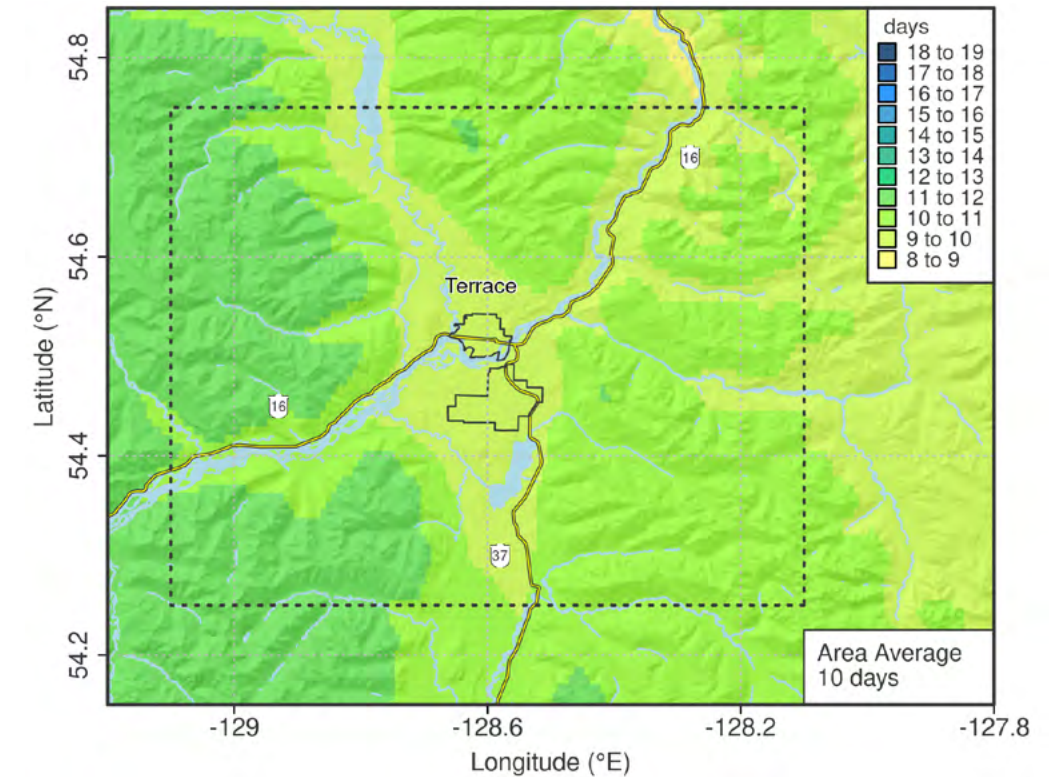 54.8
54.6
54.4
54.2
Latitude (°N)
days
18 to 19
17 to 18
16 to 17
15 to 16
14 to 15
13 to 14
12 to 13
11 to 12
10 to 11
9 to 10
8 to 9
16
Terrace
16
37
Area Average
10 days
-129
-128.6
-128.2
-127.8
Longitude (°E)